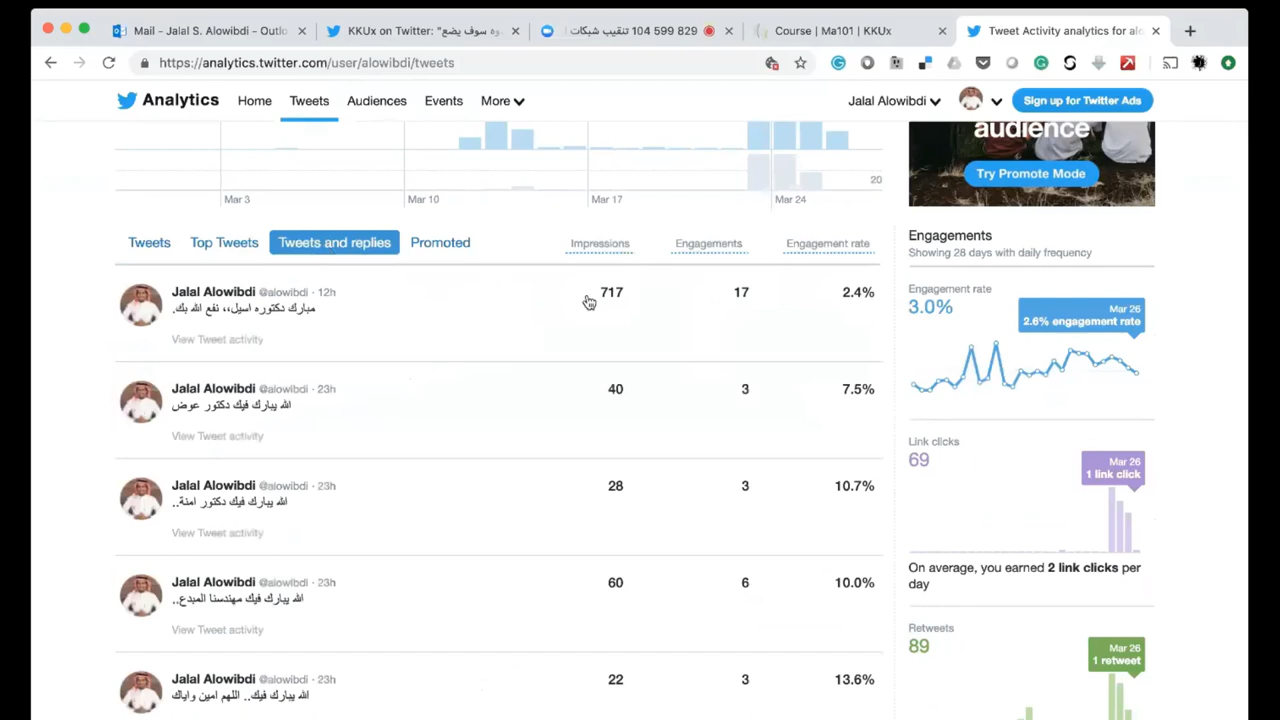 Mail - Jalal S. Alowibdi - Outlo
KKUx on Twitter: "وه سوف يضع
104 599 829 تنقيب شبكات
Course | Ma101 | KKUx
Tweet Activity analytics for alo
https://analytics.twitter.com/user/alowibdi/tweets
Analytics
Home
Tweets
Audiences
Events
More
Jalal Alowibdi
Sign up for Twitter Ads
audience
Try Promote Mode
20
Mar 3
Mar 10
Mar 17
Mar 24
Tweets
Top Tweets
Tweets and replies
Promoted
Impressions
Engagements
Engagement rate
Jalal Alowibdi @alowibdi · 12h
مبارك دكتوره اسيل،، نفع الله بك.
View Tweet activity
717
17
2.4%
Jalal Alowibdi @alowibdi · 23h
الله يبارك فيك دكتور عوض
View Tweet activity
40
3
7.5%
Jalal Alowibdi @alowibdi · 23h
الله يبارك فيك دكتور امنة..
View Tweet activity
28
3
10.7%
Jalal Alowibdi @alowibdi · 23h
الله يبارك فيك مهندسنا المبدع..
View Tweet activity
60
6
10.0%
Jalal Alowibdi @alowibdi · 23h
الله يبارك فيك.. اللهم امين واياك
22
3
13.6%
Engagements
Showing 28 days with daily frequency
Engagement rate
3.0%
Mar 26
2.6% engagement rate
Link clicks
69
Mar 26
1 link click
On average, you earned 2 link clicks per
day
Retweets
89
Mar 26
1 retweet